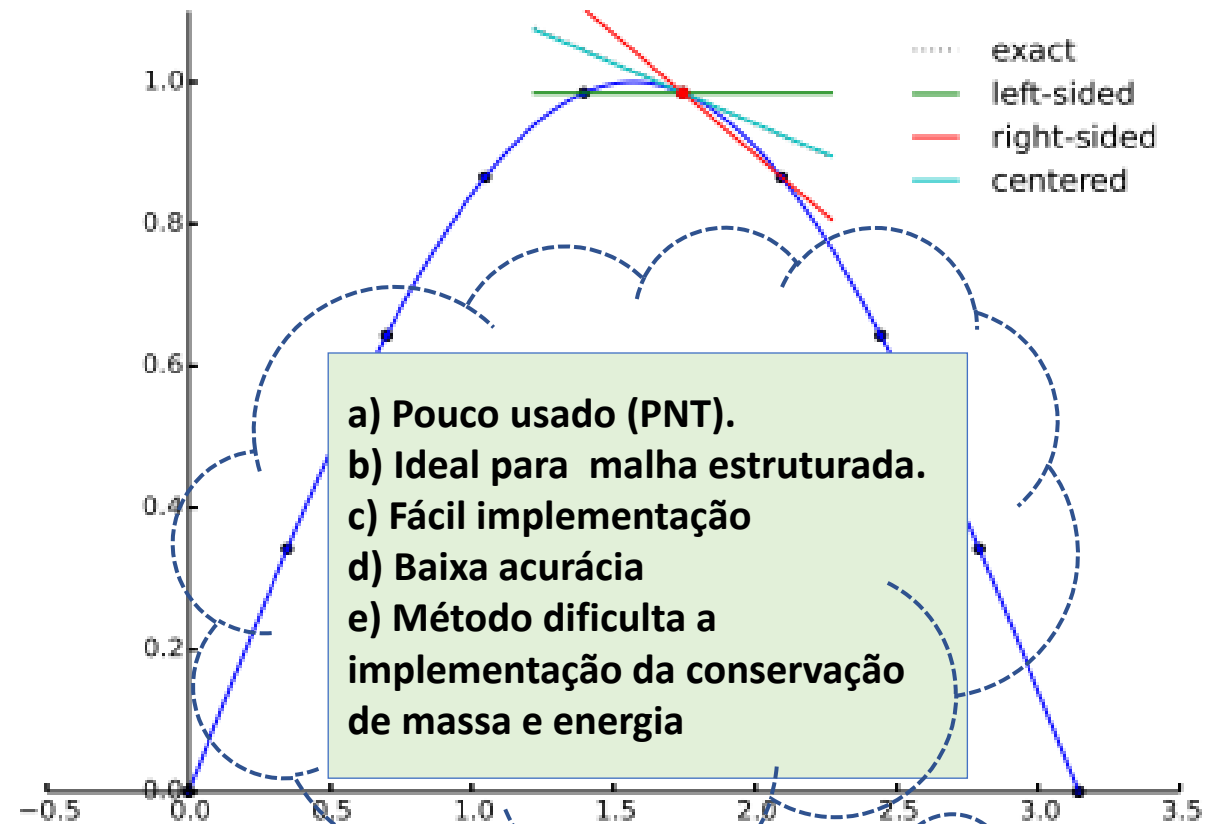 exact
left-sided
right-sided
centered
1.0
0.8
0.6
0.4
0.2
0.0
a) Pouco usado (PNT).
b) Ideal para malha estruturada.
c) Fácil implementação
d) Baixa acurácia
e) Método dificulta a
implementação da conservação
de massa e energia
−0.5 0.0 0.5 1.0 1.5 2.0 2.5 3.0 3.5